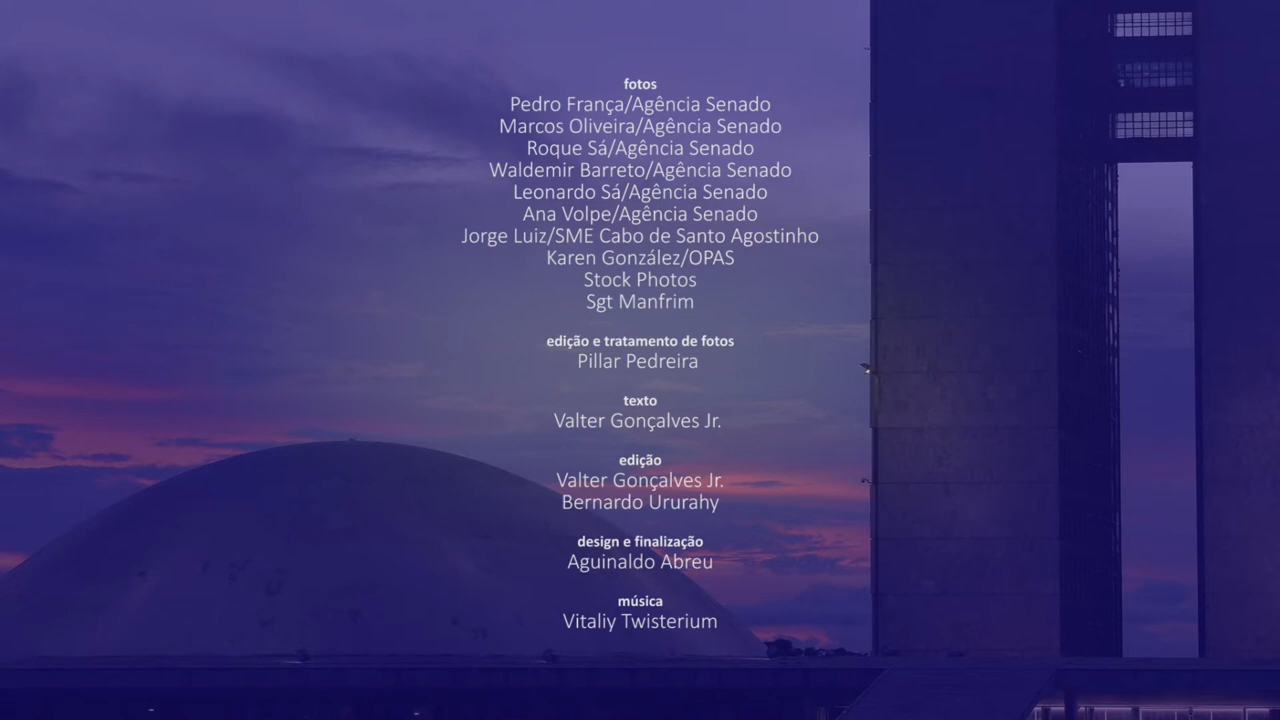 fotos
Pedro França/Agência Senado
Marcos Oliveira/Agência Senado
Roque Sá/Agência Senado
Waldemir Barreto/Agência Senado
Leonardo Sá/Agência Senado
Ana Volpe/Agência Senado
Jorge Luiz/SME Cabo de Santo Agostinho
Karen González/OPAS
Stock Photos
Sgt Manfrim
edição e tratamento de fotos
Pillar Pedreira
texto
Valter Gonçalves Jr.
edição
Valter Gonçalves Jr.
Bernardo Ururahy
design e finalização
Aguinaldo Abreu
música
Vitaliy Twisterium